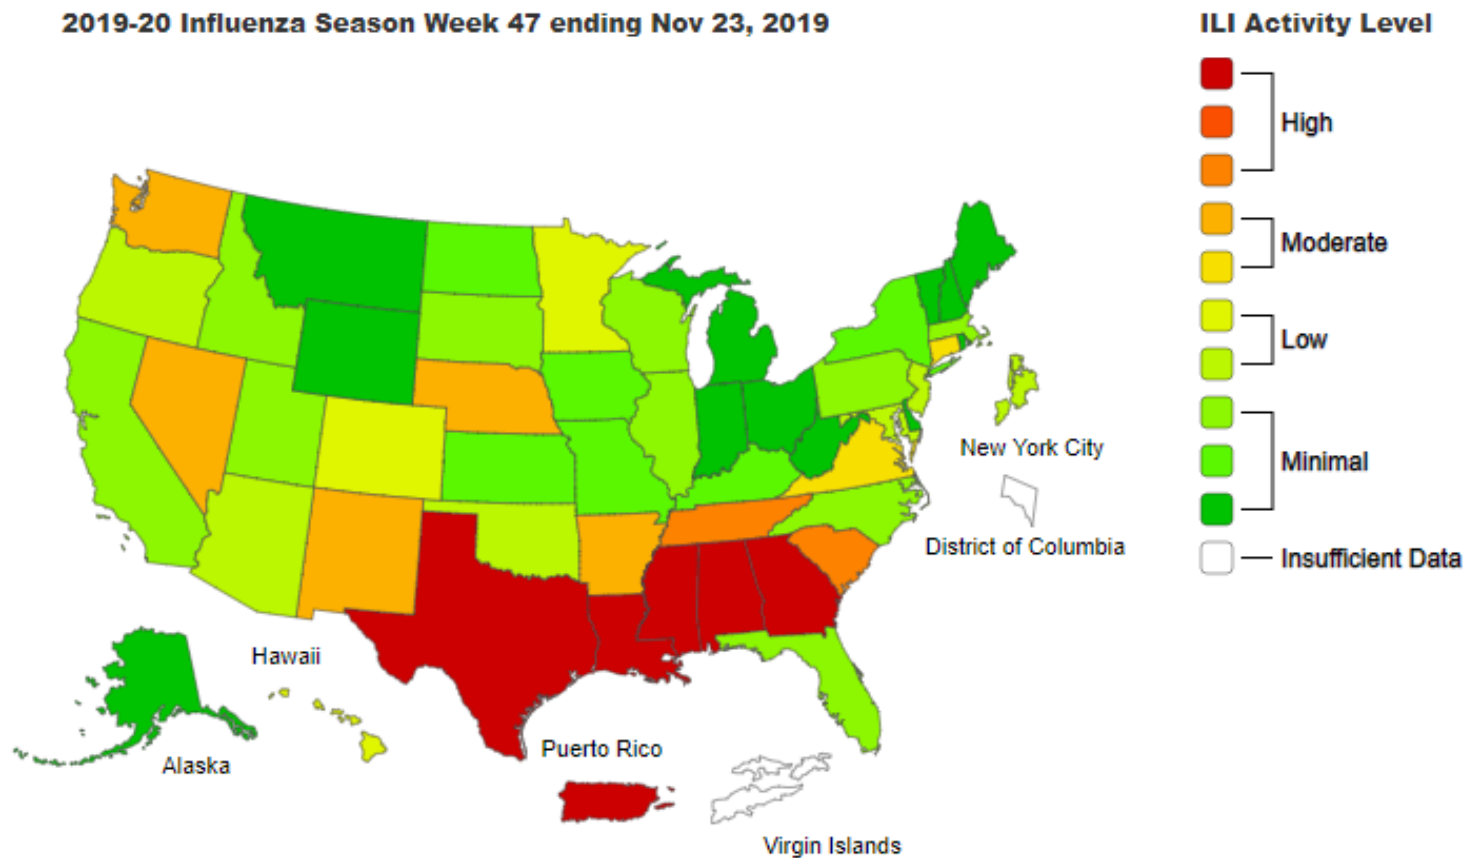 2019-20 Influenza Season Week 47 ending Nov 23, 2019
ILI Activity Level
High
Moderate
Low
Minimal
Insufficient Data
New York City
District of Columbia
Hawaii
Alaska
Puerto Rico
Virgin Islands